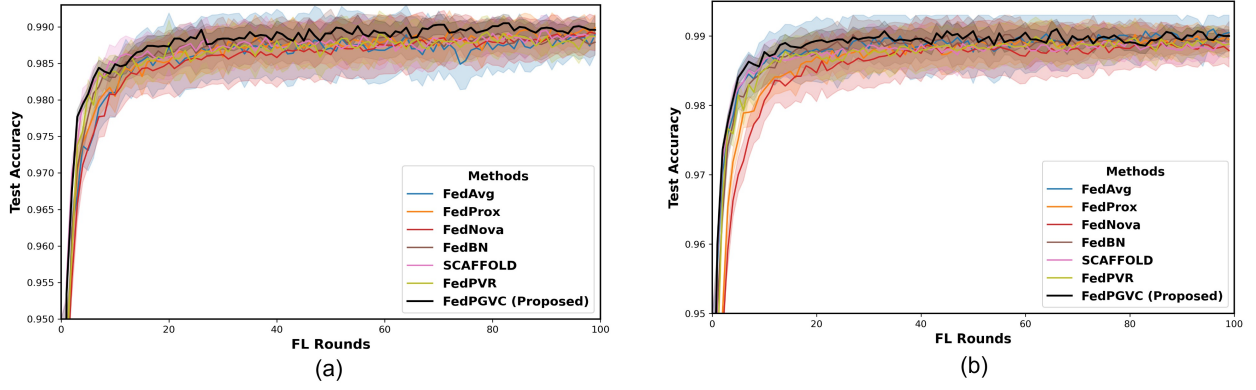 0.990
0.985
0.980
0.975
0.970
0.965
0.960
0.955
0.950
Test Accuracy
0
20
40
60
80
100
FL Rounds
Methods
FedAvg
FedProx
FedNova
FedBN
SCAFFOLD
FedPVR
FedPGVC (Proposed)
(a)
0.99
0.98
0.97
0.96
0.95
Test Accuracy
0
20
40
60
80
100
FL Rounds
Methods
FedAvg
FedProx
FedNova
FedBN
SCAFFOLD
FedPVR
FedPGVC (Proposed)
(b)